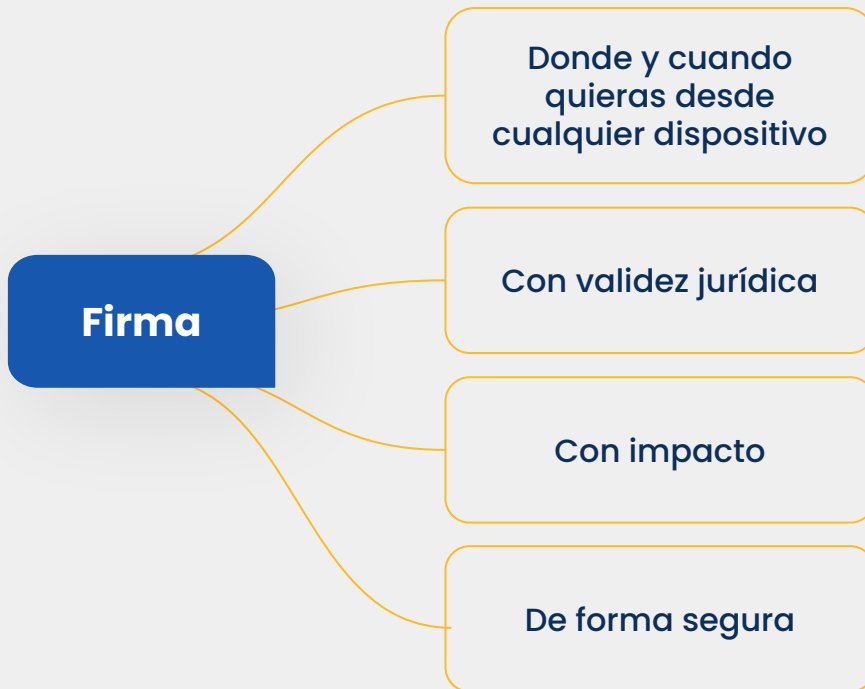 Firma
Donde y cuando
quieras desde
cualquier dispositivo
Con validez jurídica
Con impacto
De forma segura